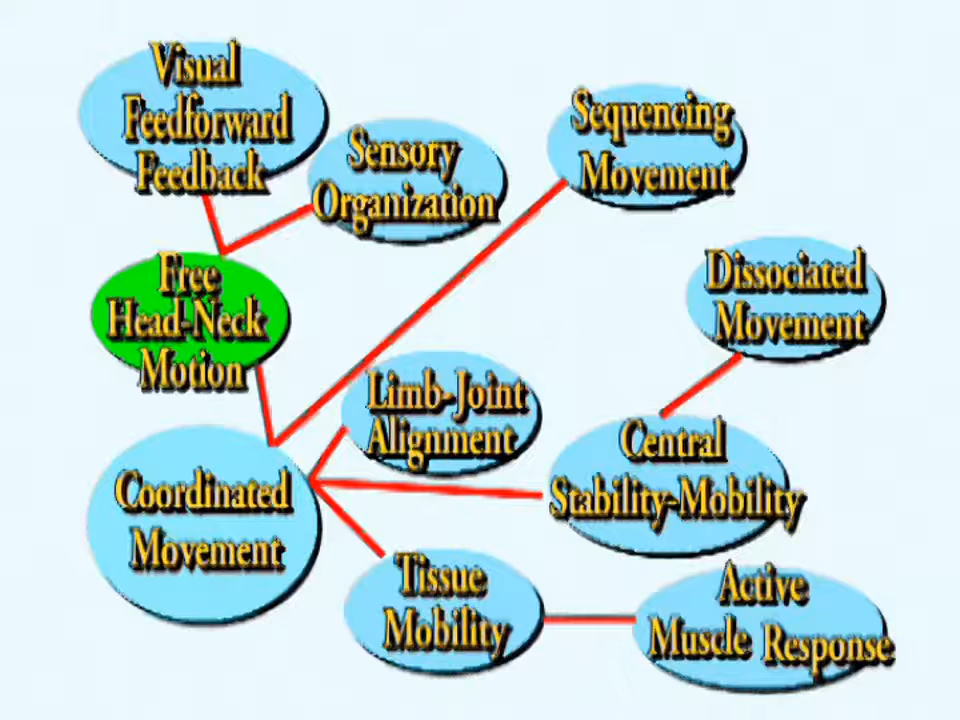 Visual
Feedforward
Feedback
Sensory
Organization
Sequencing
Movement
Free
Head-Neck
Motion
Dissociated
Movement
Limb-Joint
Alignment
Central
Stability-Mobility
Coordinated
Movement
Tissue
Mobility
Active
Muscle Response